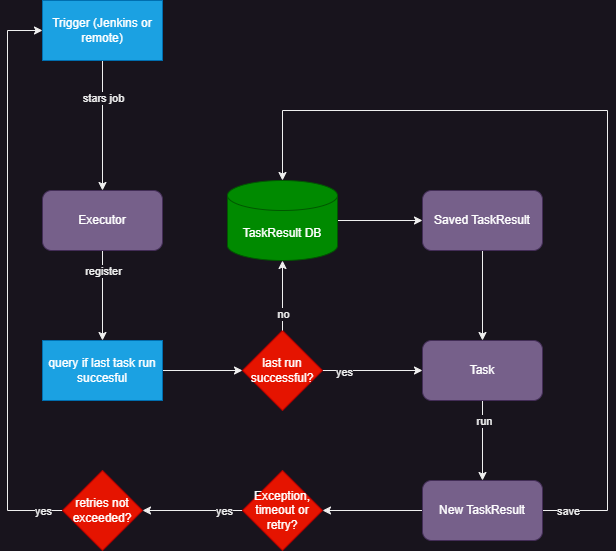 Trigger (Jenkins or
remote)
stars job
Executor
TaskResult DB
Saved TaskResult
register
no
query if last task run
succesful
last run
successful?
yes
Task
run
retries not
exceeded?
Exception,
timeout or
retry?
New TaskResult
yes
yes
save